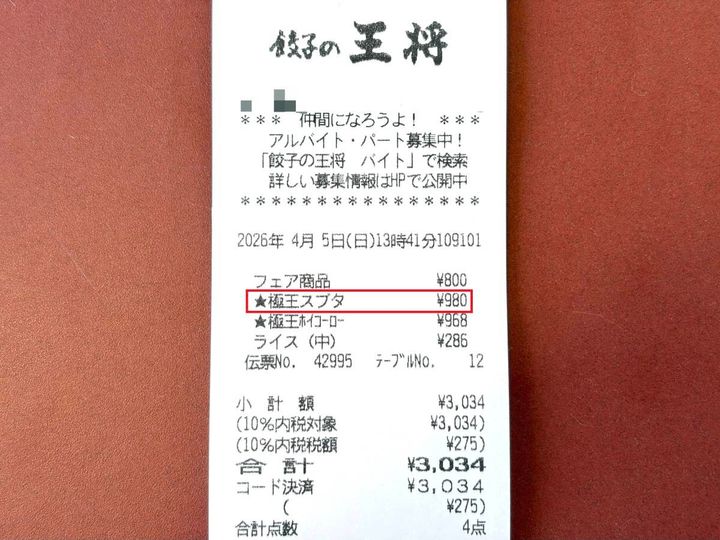 餃子の王将
*** 仲間になろうよ! ***
アルバイト・パート募集中!
「餃子の王将 バイト」で検索
詳しい募集情報はHPで公開中
****************
2026年 4月 5日(日)13時41分109101
フェア商品 ¥800
★極王スブタ ¥980
★極王ホイコーロー ¥968
ライス(中) ¥286
伝票No. 42995 テーブルNo. 12
小計額 ¥3,034
(10%内税対象 ¥3,034)
(10%内税税額 ¥275)
合計 ¥3,034
コード決済 ¥3,034
( ¥275)
合計点数 4点